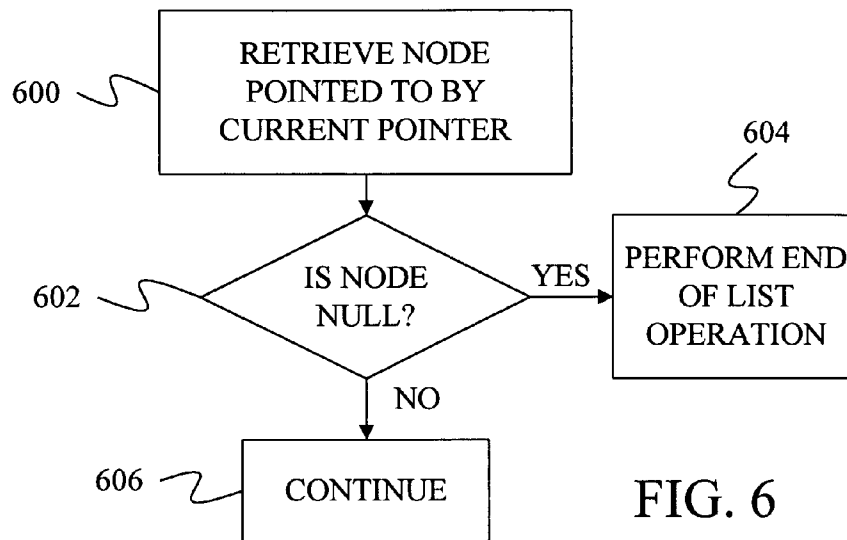 600
RETRIEVE NODE
POINTED TO BY
CURRENT POINTER
602
IS NODE
NULL?
YES
604
PERFORM END
OF LIST
OPERATION
NO
606
CONTINUE
FIG. 6